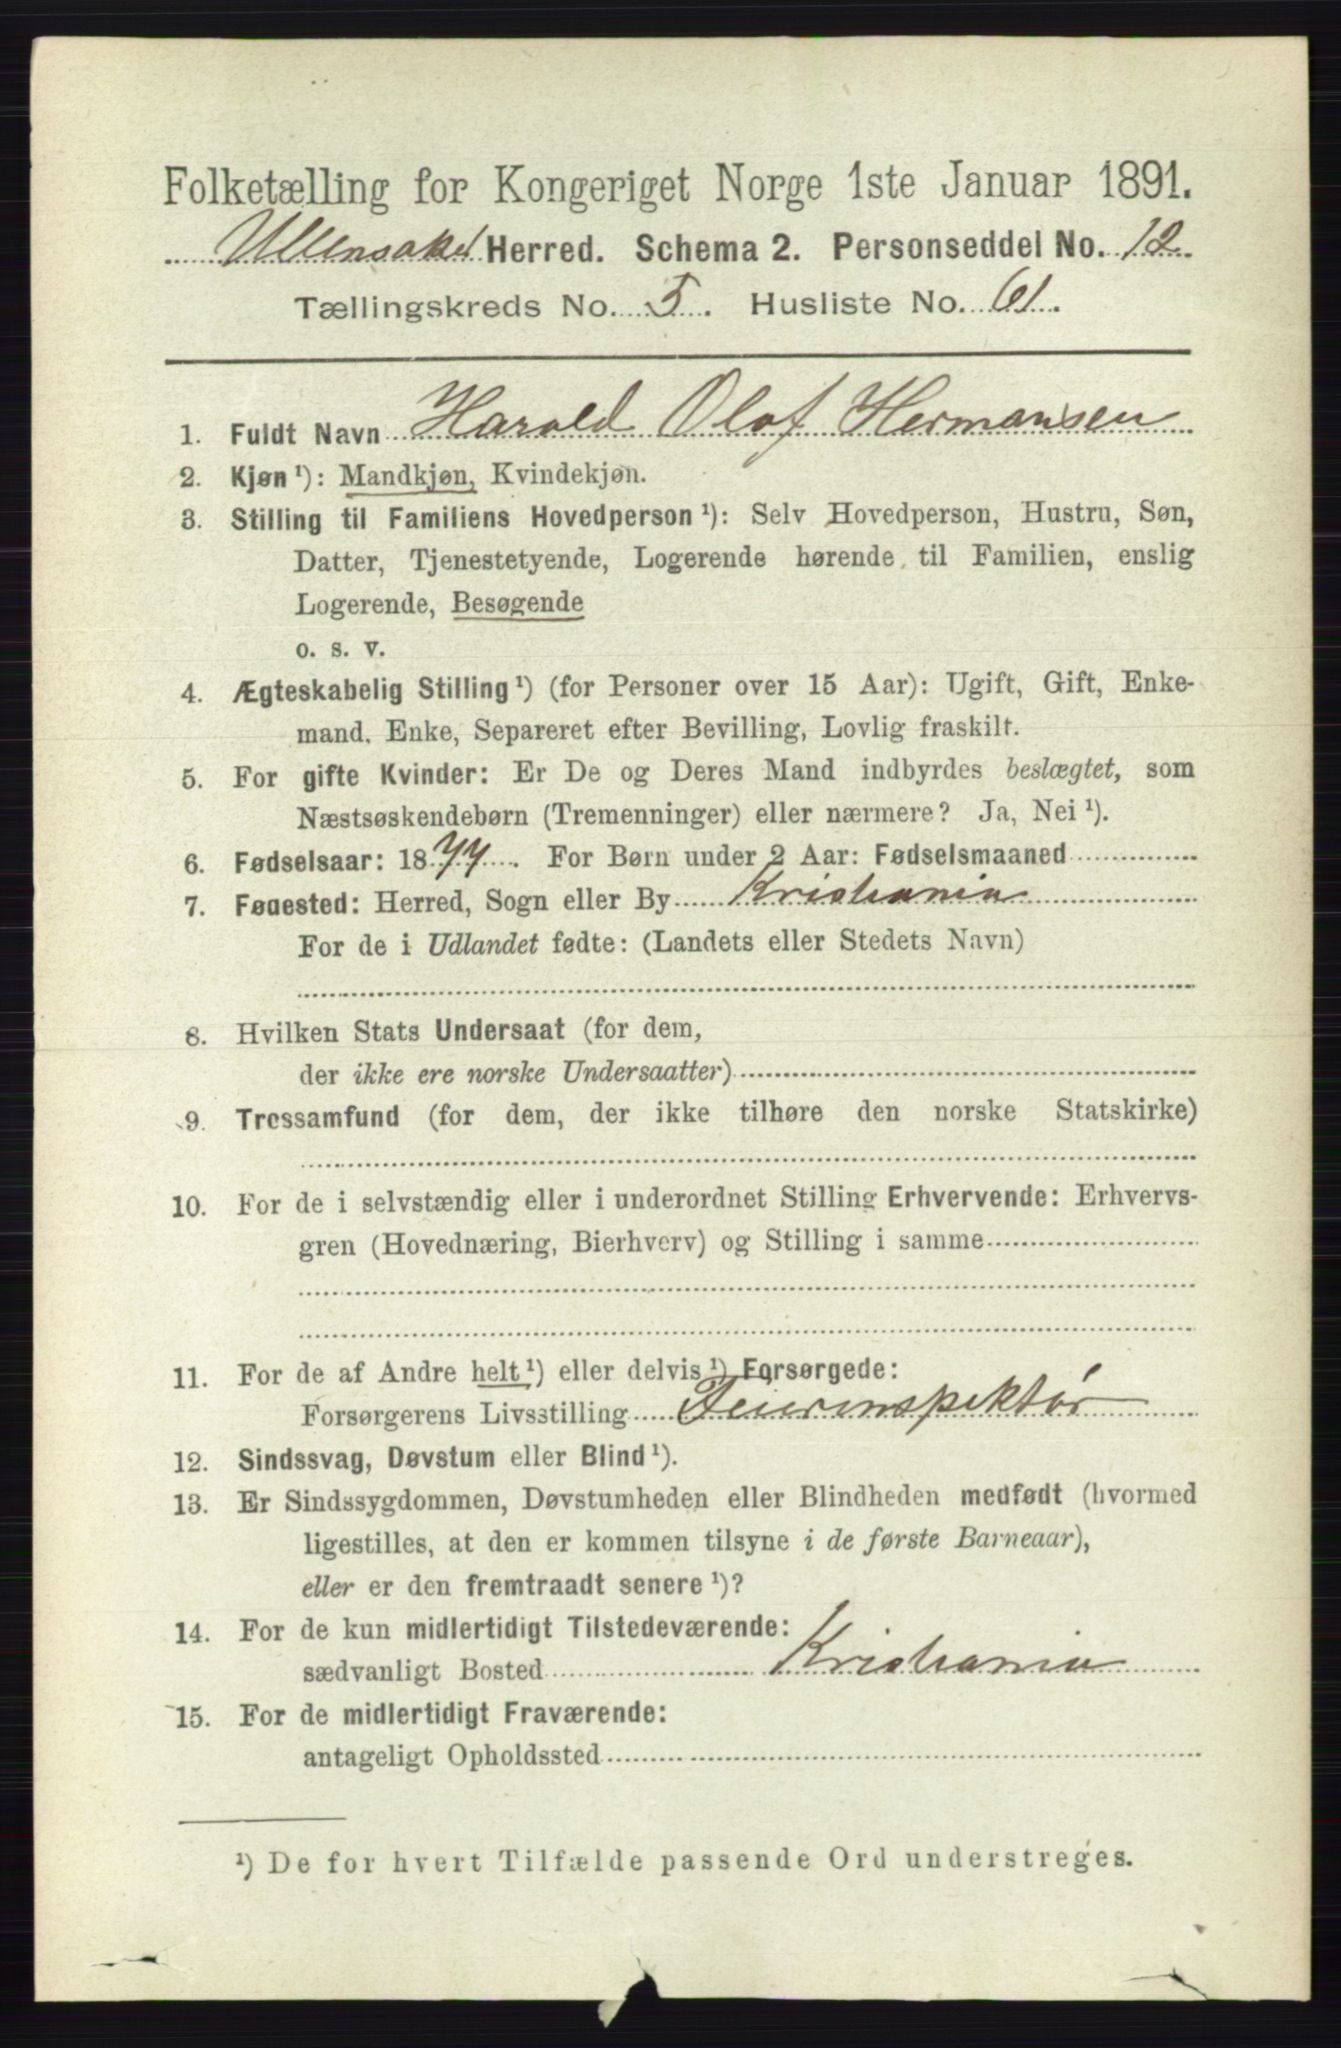 Folketælling for Kongeriget Norge 1ste Januar 1891.
Ullensaker Herred. Schema 2. Personseddel No. 12
Tællingskreds No. 5. Husliste No. 61.
1. Fuldt Navn Harald Olaf Hermansen
2. Kjøn ¹): Mandkjøn, Kvindekjøn.
3. Stilling til Familiens Hovedperson ¹): Selv Hovedperson, Hustru, Søn,
Datter, Tjenestetyende, Logerende hørende til Familien, enslig
Logerende, Besøgende
o. s. v.
4. Ægteskabelig Stilling ¹) (for Personer over 15 Aar): Ugift, Gift, Enke-
mand. Enke, Separeret efter Bevilling, Lovlig fraskilt.
5. For gifte Kvinder: Er De og Deres Mand indbyrdes beslægtet, som
Næstsøskendebørn (Tremenninger) eller nærmere? Ja, Nei ¹).
6. Fødselsaar: 1877. For Børn under 2 Aar: Fødselsmaaned
7. Fødested: Herred, Sogn eller By Kristiania
For de i Udlandet fødte: (Landets eller Stedets Navn)
8. Hvilken Stats Undersaat (for dem,
der ikke ere norske Undersaatter)
9. Trossamfund (for dem, der ikke tilhøre den norske Statskirke)
10. For de i selvstændig eller i underordnet Stilling Erhvervende: Erhvervs-
gren (Hovednæring, Bierhverv) og Stilling i samme
11. For de af Andre helt ¹) eller delvis ¹) Forsørgede:
Forsørgerens Livsstilling Feierinspektør
12. Sindssvag, Døvstum eller Blind ¹).
13. Er Sindssygdommen, Døvstumheden eller Blindheden medfødt (hvormed
ligestilles, at den er kommen tilsyne i de første Barneaar),
eller er den fremtraadt senere ¹)?
14. For de kun midlertidigt Tilstedeværende:
sædvanligt Bosted Kristiania
15. For de midlertidigt Fraværende:
antageligt Opholdssted
¹) De for hvert Tilfælde passende Ord understreges.